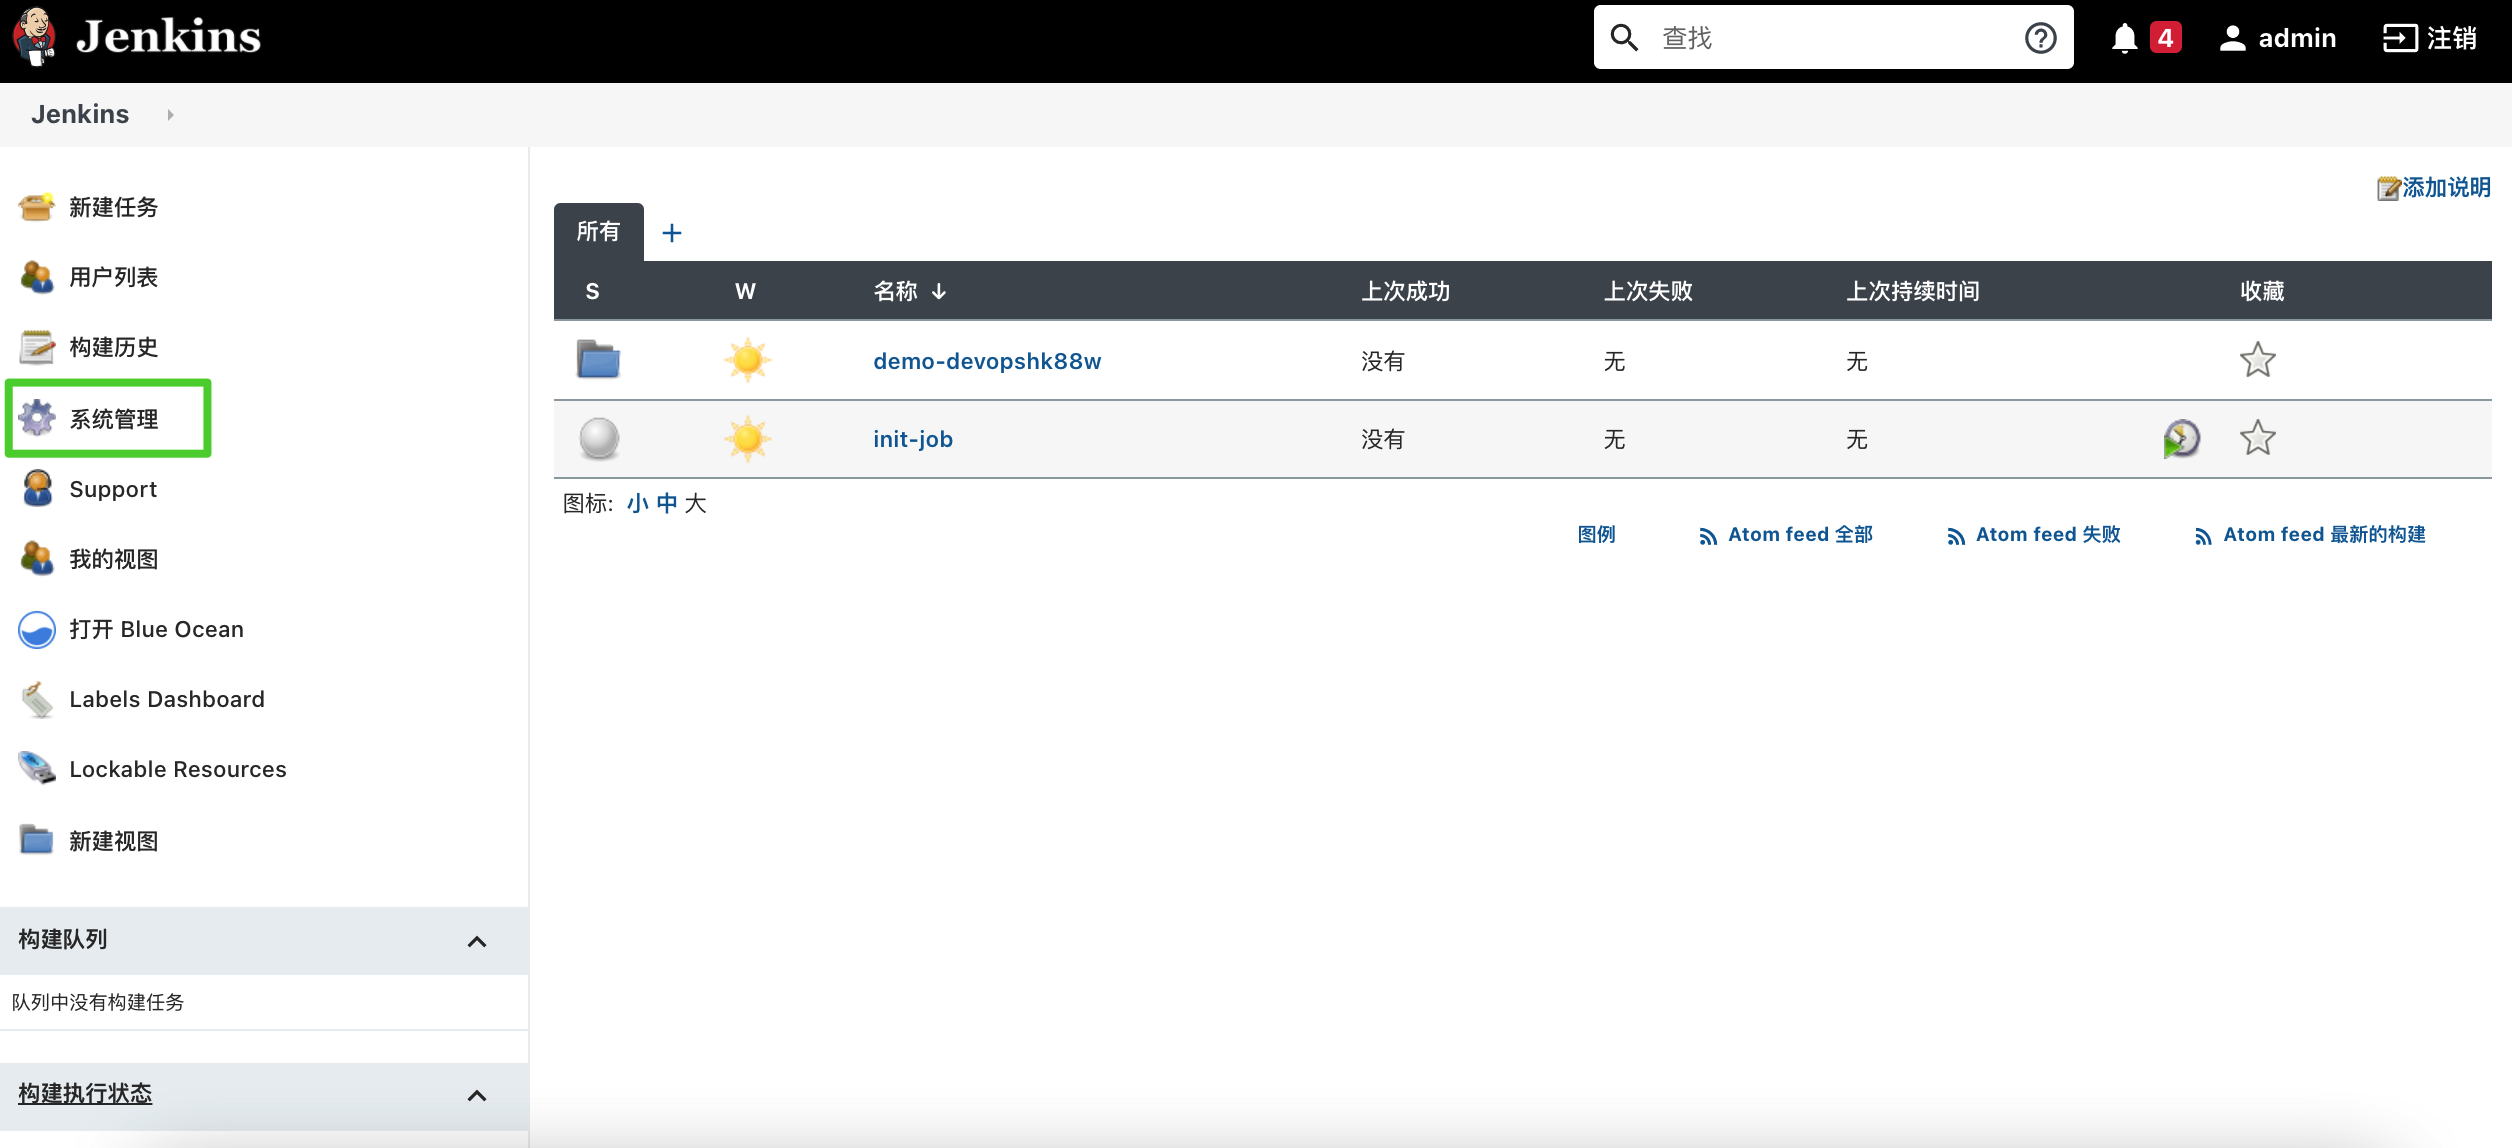 Jenkins
查找
4
admin
注销
Jenkins
新建任务
用户列表
构建历史
系统管理
Support
我的视图
打开 Blue Ocean
Labels Dashboard
Lockable Resources
新建视图
构建队列
队列中没有构建任务
构建执行状态
添加说明
所有 +
S W 名称 ↓ 上次成功 上次失败 上次持续时间 收藏
demo-devopshk88w 没有 无 无
init-job 没有 无 无
图标: 小 中 大
图例 Atom feed 全部 Atom feed 失败 Atom feed 最新的构建